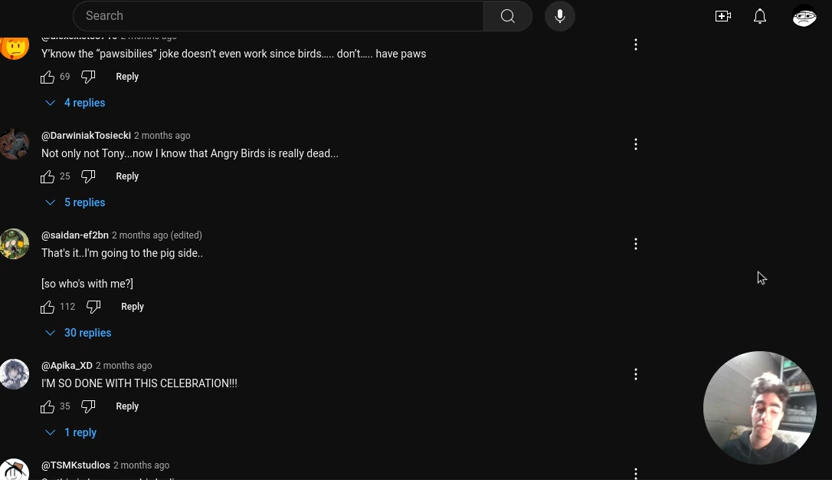 Search
2 months ago
Y'know the “pawsibilies” joke doesn't even work since birds..... don't..... have paws
69 Reply
4 replies
@DarwiniakTosiecki 2 months ago
Not only not Tony...now I know that Angry Birds is really dead...
25 Reply
5 replies
@saidan-ef2bn 2 months ago (edited)
That's it..I'm going to the pig side..
[so who's with me?]
112 Reply
30 replies
@Apika_XD 2 months ago
I'M SO DONE WITH THIS CELEBRATION!!!
35 Reply
1 reply
@TSMKstudios 2 months ago